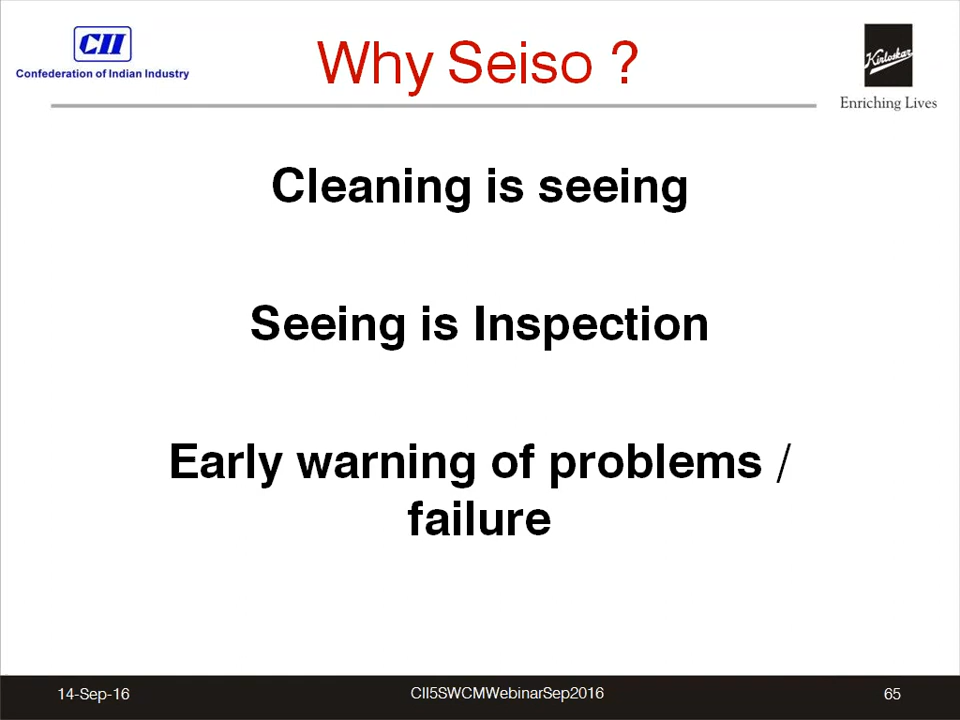 CII
Confederation of Indian Industry
Why Seiso ?
Kirloskar
Enriching Lives
Cleaning is seeing
Seeing is Inspection
Early warning of problems /
failure
14-Sep-16
CII5SWCMWebinarSep2016
65